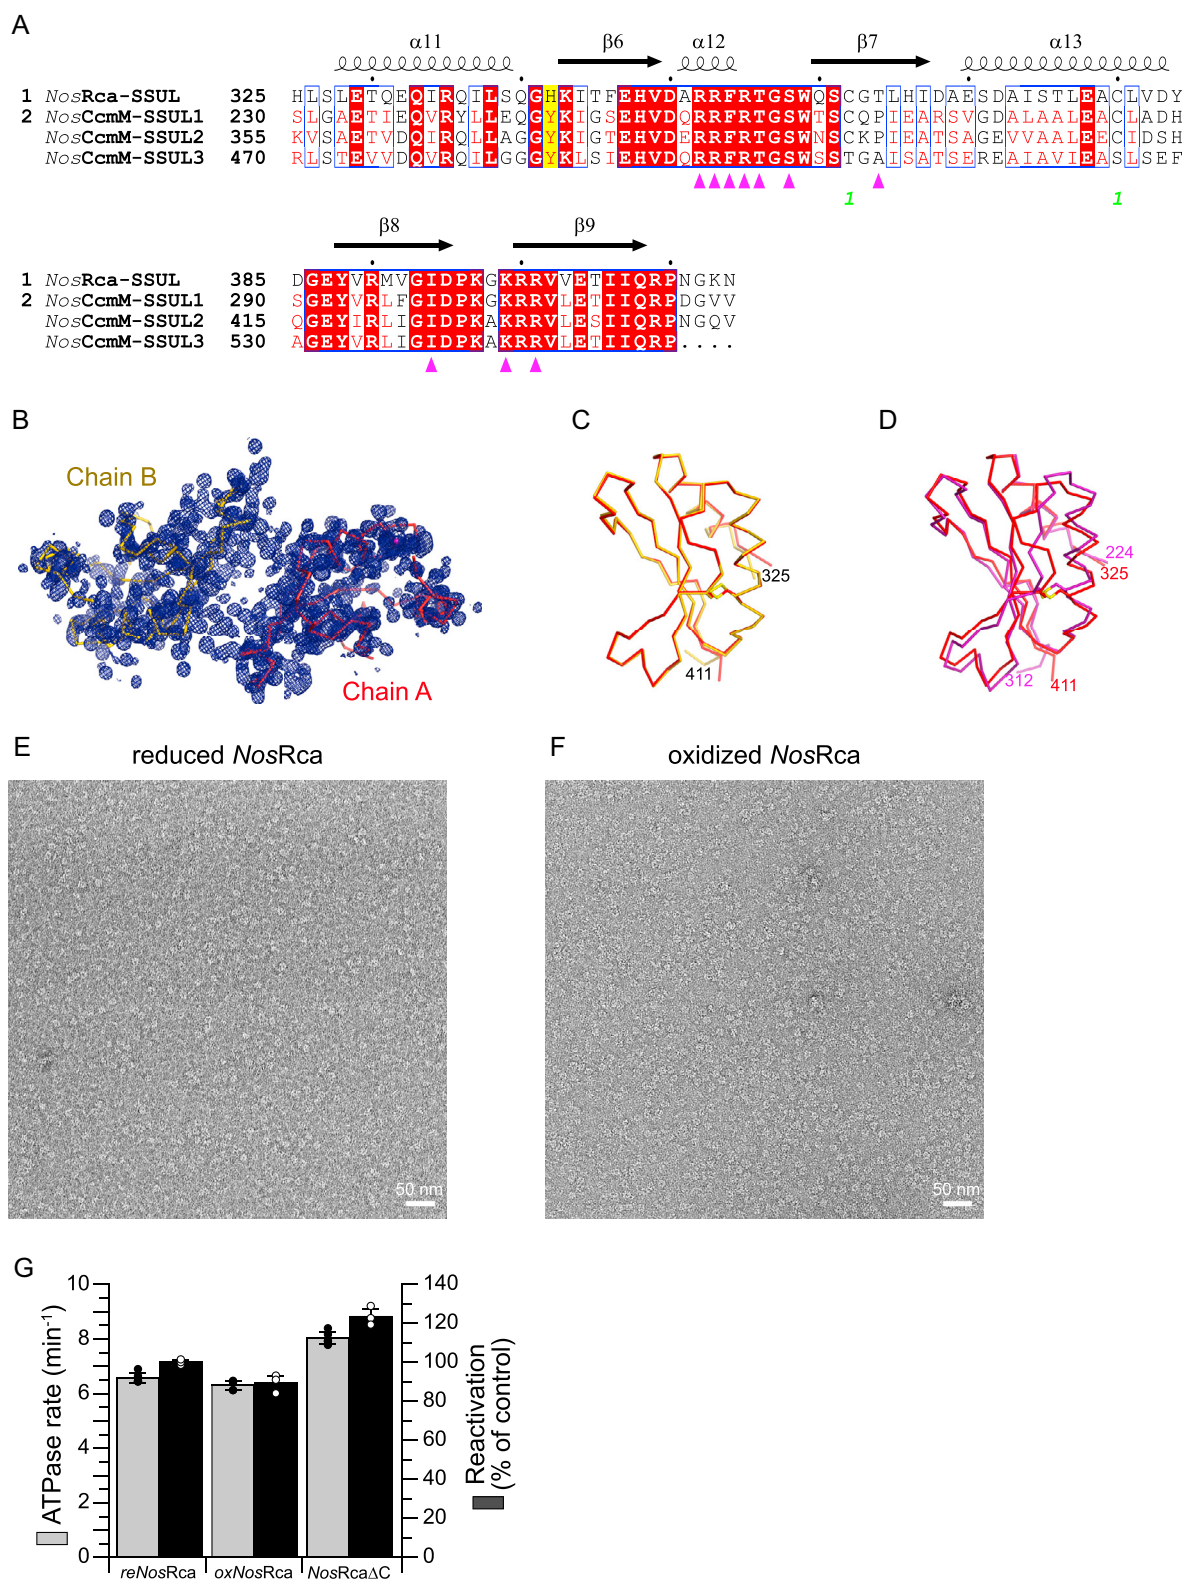 A
α11 β6 α12 β7 α13
1 NosRca-SSUL 325 HLSLETQEQIRQILSQGHKITFEHVDARRFRTGSWQSCGTLHIDAESDAISTLEACLVDY
2 NosCcmM-SSUL1 230 SLGAETIEQVRYLLEQGYKIGSEHVDQRRFRTGSWTSCQPIEARSVGDALAALEACLADH
NosCcmM-SSUL2 355 KVSAETVDQVRQILAGGYKIGTEHVDQRRFRTGSWNSCKPIEATSAGEVVAALEECIDSH
NosCcmM-SSUL3 470 RLSTEVVDQVRQILGGGYKLSIEHVDQRRFRTGSWSSTGAISATSEREAIAVIEASLSEF
1 1
β8 β9
1 NosRca-SSUL 385 DGEYVRMVGIDPKGKRRVVETIIQRPNGKN
2 NosCcmM-SSUL1 290 SGEYVRLFGIDPKGKRRVLETIIQRPDGVV
NosCcmM-SSUL2 415 QGEYIRLIGIDPKAKRRVLESIIQRPNGQV
NosCcmM-SSUL3 530 AGEYVRLIGIDPKAKRRVLETIIQRP....
B
Chain B
Chain A
C
325
411
D
224
325
312
411
E reduced NosRca
50 nm
F oxidized NosRca
50 nm
G
ATPase rate (min-1)
10
8
6
4
2
0
140
120
100
80
60
40
20
0
Reactivation
(% of control)
reNosRca oxNosRca NosRcaΔC